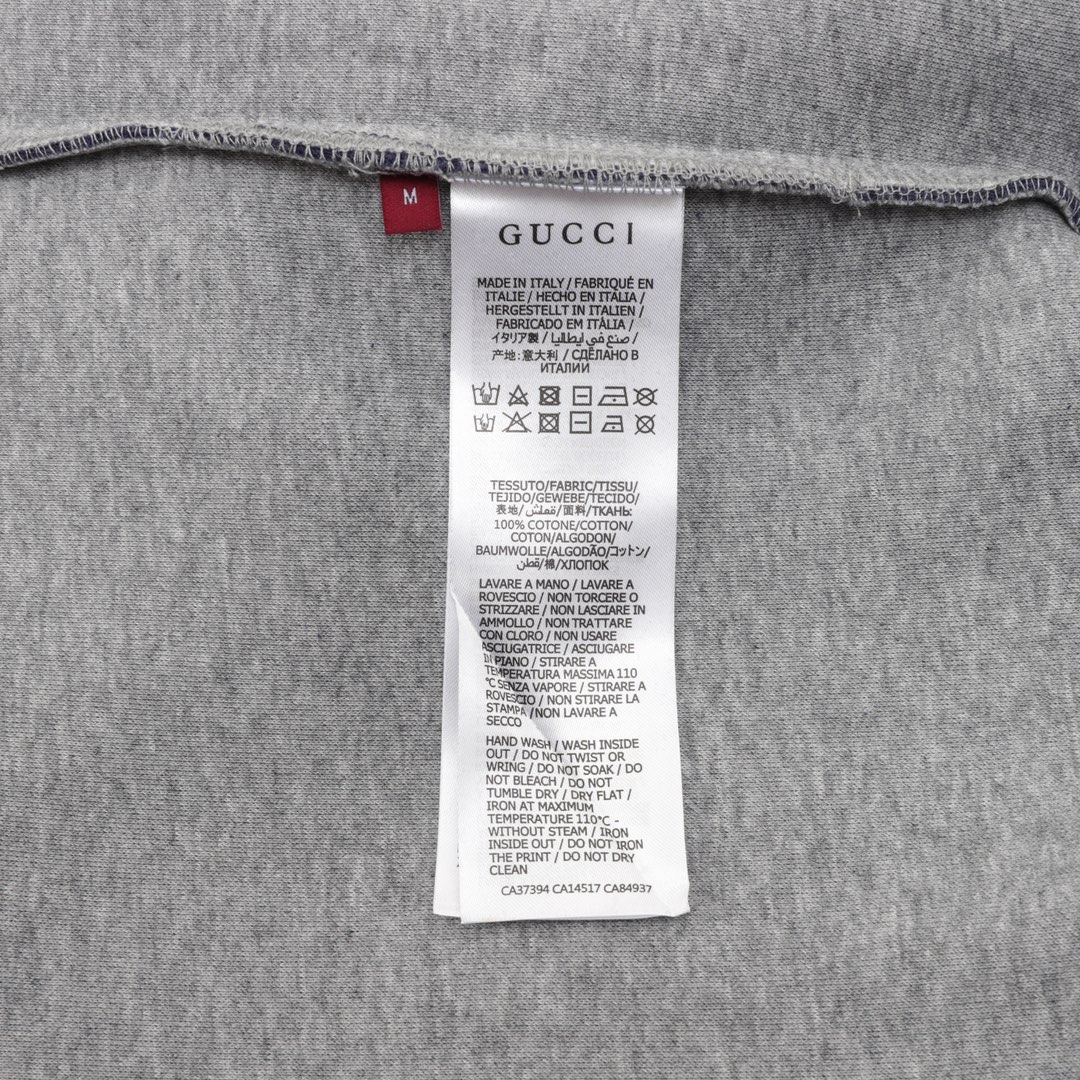 M
GUCCI
MADE IN ITALY / FABRIQUÉ EN
ITALIE / HECHO EN ITALIA /
HERGESTELLT IN ITALIEN /
FABRICADO EM ITÀLIA /
イタリア製 / صنع في ايطاليا /
产地: 意大利 / СДЕЛАНО В
ИТАЛИИ
TESSUTO/FABRIC/TISSU/
TEJIDO/GEWEBE/TECIDO/
表地/قملش/面料/ТКАНЬ:
100% COTONE/COTTON/
COTON/ALGODON/
BAUMWOLLE/ALGODÃO/コットン/
قطن/棉/ХЛОПОК
LAVARE A MANO / LAVARE A
ROVESCIO / NON TORCERE O
STRIZZARE / NON LASCIARE IN
AMMOLLO / NON TRATTARE
CON CLORO / NON USARE
ASCIUGATRICE / ASCIUGARE
IN PIANO / STIRARE A
TEMPERATURA MASSIMA 110
°C SENZA VAPORE / STIRARE A
ROVESCIO / NON STIRARE LA
STAMPA / NON LAVARE A
SECCO
HAND WASH / WASH INSIDE
OUT / DO NOT TWIST OR
WRING / DO NOT SOAK / DO
NOT BLEACH / DO NOT
TUMBLE DRY / DRY FLAT /
IRON AT MAXIMUM
TEMPERATURE 110°C -
WITHOUT STEAM / IRON
INSIDE OUT / DO NOT IRON
THE PRINT / DO NOT DRY
CLEAN
CA37394 CA14517 CA84937